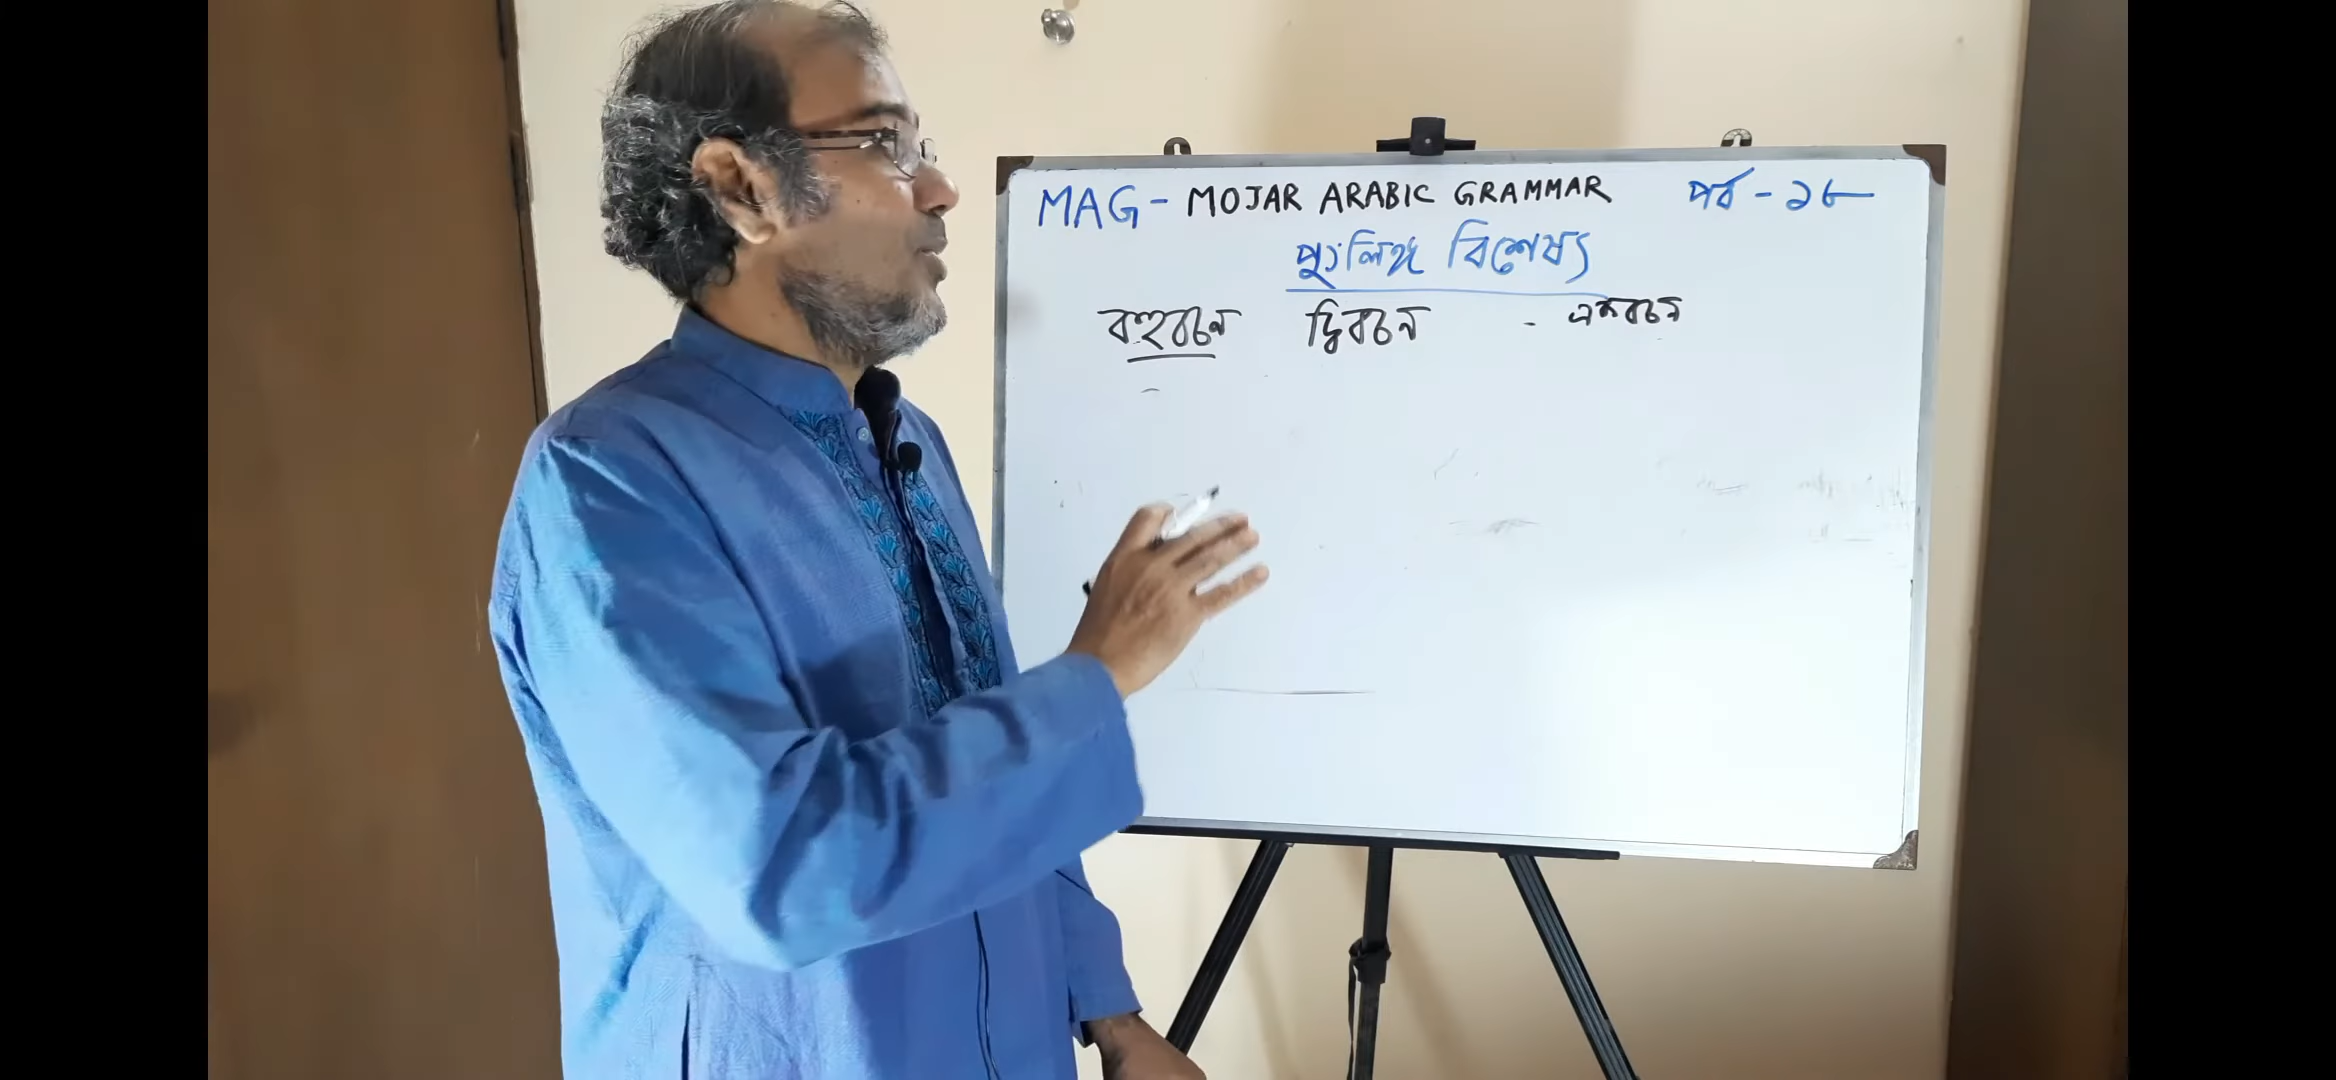 MAG - MOJAR ARABIC GRAMMAR পর্ব - ১৮
পুংলিঙ্গ বিশেষ্য
বহুবচন দ্বিবচন - একবচন